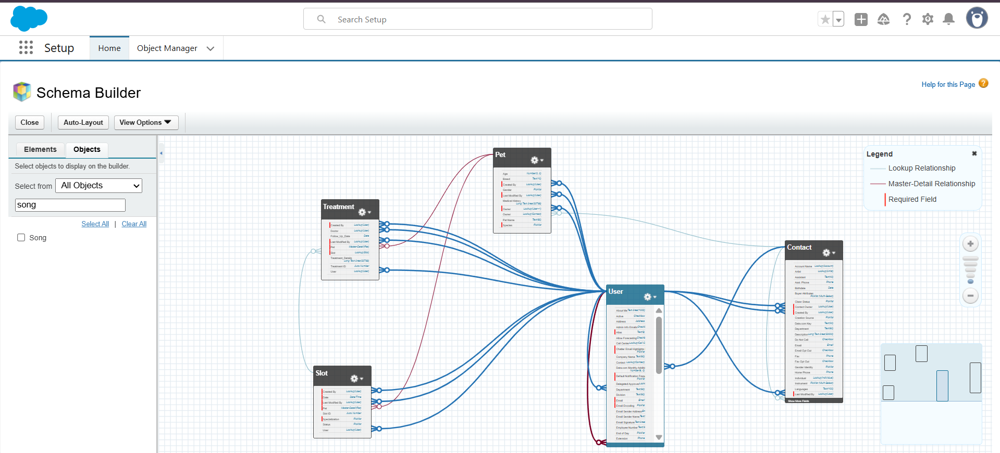 Search Setup
Setup
Home
Object Manager
Schema Builder
Help for this Page
Close
Auto-Layout
View Options
Elements
Objects
Select objects to display on the builder.
Select from
All Objects
song
Select All | Clear All
Song
Pet
Age Number(3, 0)
Breed Text(10)
Created By Lookup(User)
Gender Picklist
Last Modified By Lookup(User)
Medical History
Long Text Area(32768)
Owner Lookup(User+1)
Owner Lookup(Contact)
Pet Name Text(80)
Species Picklist
Treatment
Created By Lookup(User)
Doctor Lookup(User)
Follow_Up_Date Date
Last Modified By Lookup(User)
Pet Master-Detail(Pet)
Slot Lookup(Slot)
Treatment_Details
Long Text Area(32768)
Treatment ID Auto Number
User Lookup(User)
Slot
Created By Lookup(User)
Date Date/Time
Last Modified By Lookup(User)
Pet Master-Detail(Pet)
Slot ID Auto Number
Specialization Picklist
Status Picklist
User Lookup(User)
User
About Me Text Area(1000)
Active Checkbox
Address Address
Admin Info Emails
Alias Text(8)
Allow Forecasting
Call Center Lookup(Call C
Chatter Email Highlights
Picklist
Company Name Text(80)
Contact Lookup(Contact)
Data.com Monthly Additi
Number(9, 0)
Default Notification Frequ
Picklist
Delegated Approver
Department Text(80)
Division Text(80)
Email Email
Email Encoding Picklist
Email Sender Address
Email Sender Name
Email Signature Text Area
Employee Number
End of Day Picklist
Extension Phone
Contact
Account Name Lookup(Account)
Artist Lookup(Artist)
Assistant Text(40)
Asst. Phone Phone
Birthdate Date
Buyer Attributes
Picklist (Multi-Select)
Clean Status Picklist
Contact Owner Lookup(User)
Created By Lookup(User)
Creation Source Picklist
Data.com Key Text(20)
Department Text(80)
Description Long Text Area(32000)
Do Not Call Checkbox
Email Email
Email Opt Out Checkbox
Fax Phone
Fax Opt Out Checkbox
Gender Identity Picklist
Home Phone Phone
Individual Lookup(Individual)
Instrument Picklist (Multi-Select)
Languages Text(100)
Last Modified By Lookup(User)
Show More Fields
Legend
Lookup Relationship
Master-Detail Relationship
Required Field